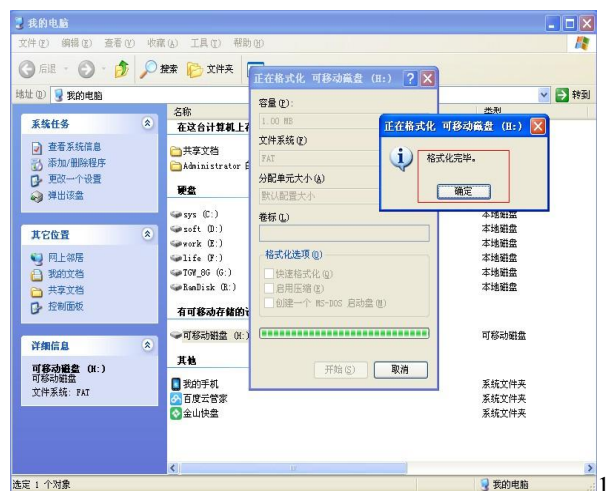 我的电脑
文件(F) 编辑(E) 查看(V) 收藏(A) 工具(T) 帮助(H)
后退 搜索 文件夹
地址(D) 我的电脑 转到
系统任务
查看系统信息
添加/删除程序
更改一个设置
弹出该盘
其它位置
网上邻居
我的文档
共享文档
控制面板
详细信息
可移动磁盘 (H:)
可移动磁盘
文件系统: FAT
名称 类型
在这台计算机上存
共享文档
Administrator
硬盘
sys (C:) 本地磁盘
soft (D:) 本地磁盘
work (E:) 本地磁盘
life (F:) 本地磁盘
TGW_8G (G:) 本地磁盘
RamDisk (R:) 本地磁盘
有可移动存储的
可移动磁盘 (H: 可移动磁盘
其他
我的手机 系统文件夹
百度云管家 系统文件夹
金山快盘 系统文件夹
正在格式化 可移动磁盘 (H:)
容量(P):
1.00 MB
文件系统(F)
FAT
分配单元大小(A)
默认配置大小
卷标(L)
格式化选项(O)
快速格式化(Q)
启用压缩(E)
创建一个 MS-DOS 启动盘(M)
开始(S) 取消
正在格式化 可移动磁盘 (H:)
格式化完毕。
确定
选定 1 个对象 我的电脑
1